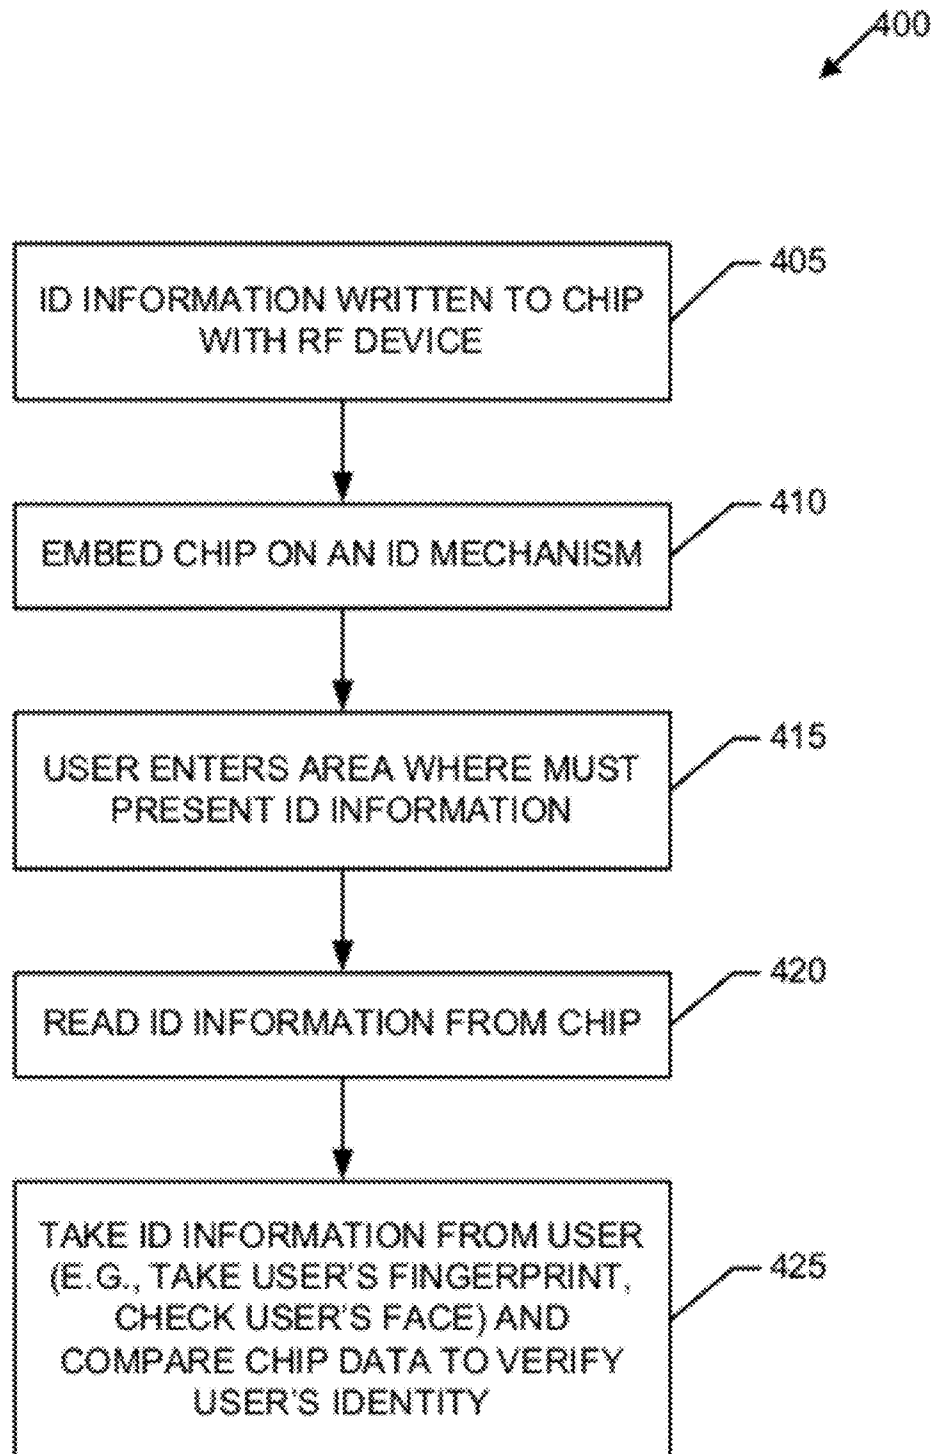 400
ID INFORMATION WRITTEN TO CHIP
WITH RF DEVICE
405
EMBED CHIP ON AN ID MECHANISM
410
USER ENTERS AREA WHERE MUST
PRESENT ID INFORMATION
415
READ ID INFORMATION FROM CHIP
420
TAKE ID INFORMATION FROM USER
(E.G., TAKE USER'S FINGERPRINT,
CHECK USER'S FACE) AND
COMPARE CHIP DATA TO VERIFY
USER'S IDENTITY
425